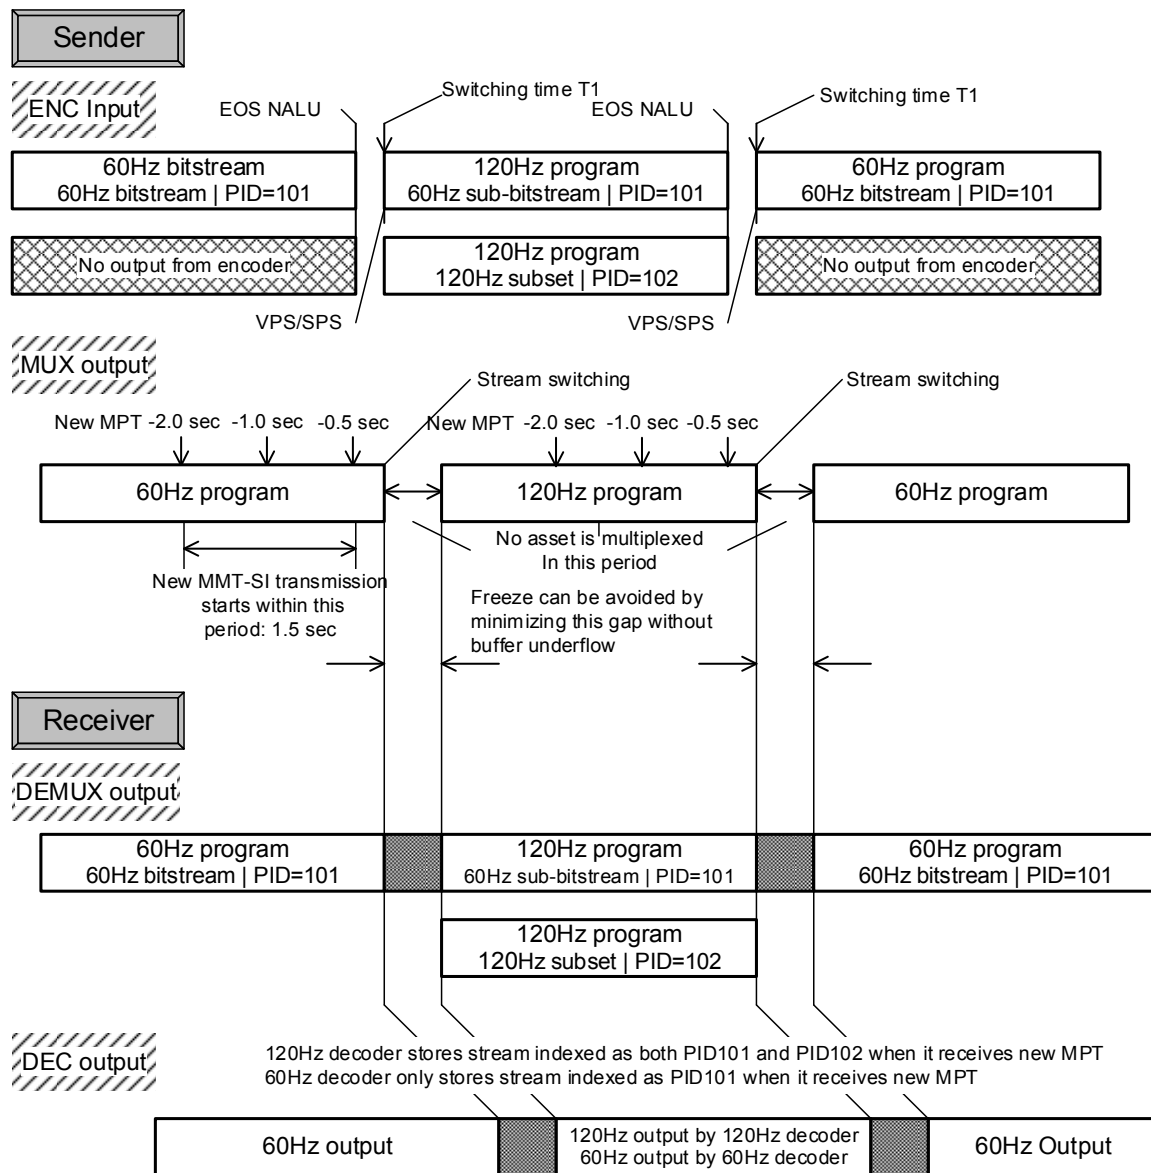 Sender
ENC Input
EOS NALU
Switching time T1
EOS NALU
Switching time T1
60Hz bitstream
60Hz bitstream | PID=101
120Hz program
60Hz sub-bitstream | PID=101
60Hz program
60Hz bitstream | PID=101
No output from encoder
120Hz program
120Hz subset | PID=102
No output from encoder
VPS/SPS
VPS/SPS
MUX output
Stream switching
Stream switching
New MPT -2.0 sec -1.0 sec -0.5 sec
New MPT -2.0 sec -1.0 sec -0.5 sec
60Hz program
120Hz program
60Hz program
No asset is multiplexed
In this period
New MMT-SI transmission
starts within this
period: 1.5 sec
Freeze can be avoided by
minimizing this gap without
buffer underflow
Receiver
DEMUX output
60Hz program
60Hz bitstream | PID=101
120Hz program
60Hz sub-bitstream | PID=101
60Hz program
60Hz bitstream | PID=101
120Hz program
120Hz subset | PID=102
DEC output
120Hz decoder stores stream indexed as both PID101 and PID102 when it receives new MPT
60Hz decoder only stores stream indexed as PID101 when it receives new MPT
60Hz output
120Hz output by 120Hz decoder
60Hz output by 60Hz decoder
60Hz Output